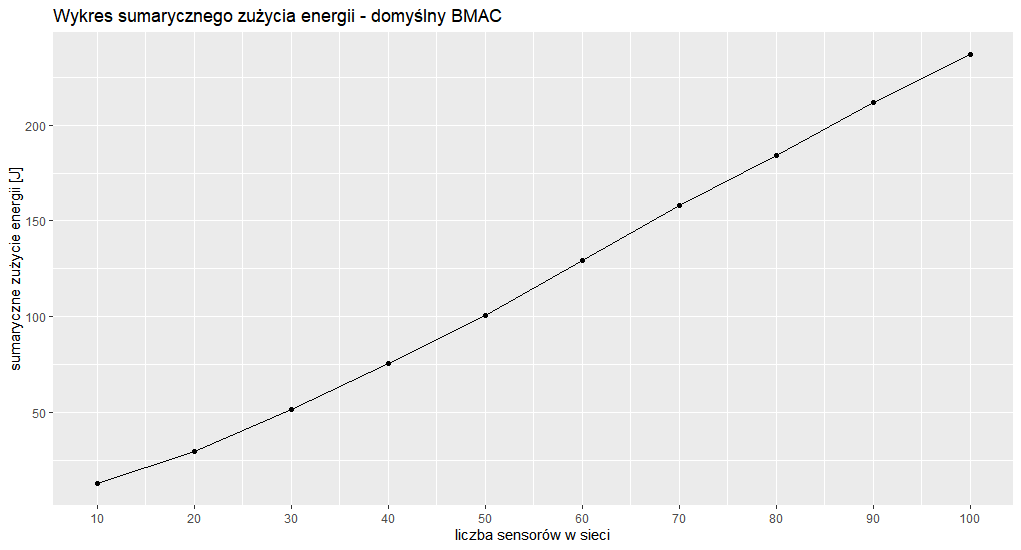 Wykres sumarycznego zużycia energii - domyślny BMAC
sumaryczne zużycie energii [J]
200
150
100
50
10 20 30 40 50 60 70 80 90 100
liczba sensorów w sieci